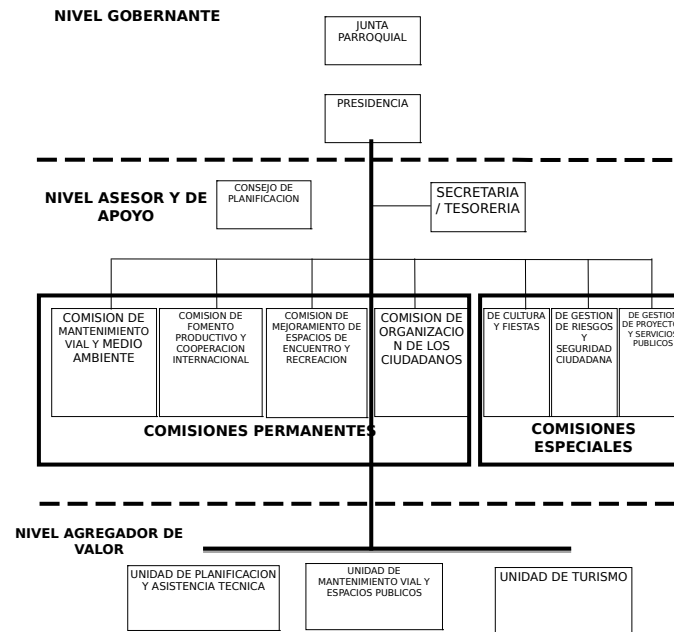 NIVEL GOBERNANTE
JUNTA
PARROQUIAL
PRESIDENCIA
NIVEL ASESOR Y DE
APOYO
CONSEJO DE
PLANIFICACION
SECRETARIA
/ TESORERIA
COMISION DE
MANTENIMIENTO
VIAL Y MEDIO
AMBIENTE
COMISION DE
FOMENTO
PRODUCTIVO Y
COOPERACION
INTERNACIONAL
COMISION DE
MEJORAMIENTO DE
ESPACIOS DE
ENCUENTRO Y
RECREACION
COMISION DE
ORGANIZACIO
N DE LOS
CIUDADANOS
DE CULTURA
Y FIESTAS
DE GESTION
DE RIESGOS
Y
SEGURIDAD
CIUDADANA
DE GESTION
DE PROYECTOS
Y SERVICIOS
PUBLICOS
COMISIONES PERMANENTES
COMISIONES
ESPECIALES
NIVEL AGREGADOR DE
VALOR
UNIDAD DE PLANIFICACION
Y ASISTENCIA TECNICA
UNIDAD DE
MANTENIMIENTO VIAL Y
ESPACIOS PUBLICOS
UNIDAD DE TURISMO